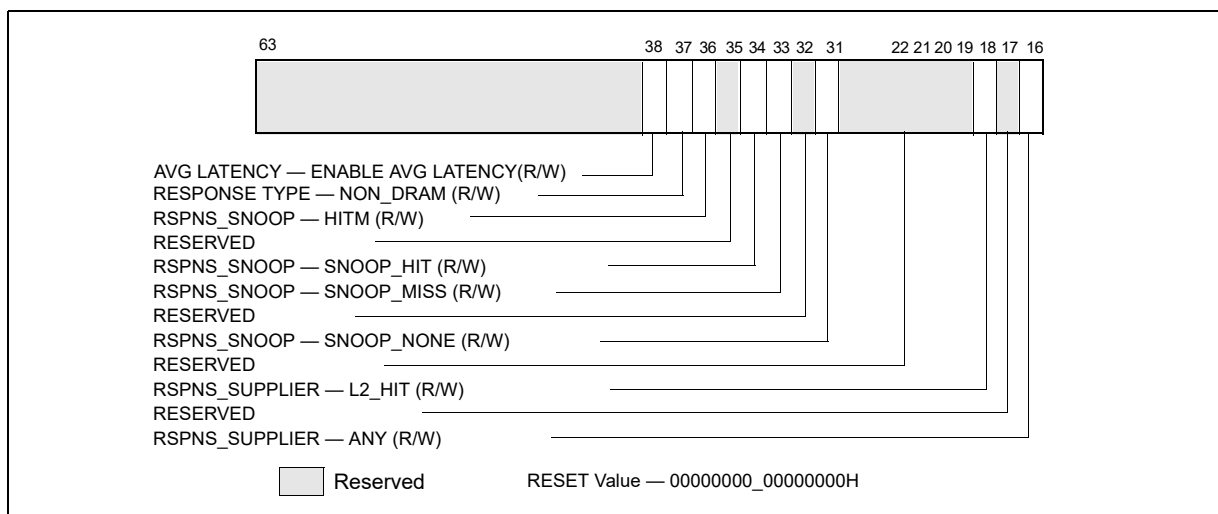 63 38 37 36 35 34 33 32 31 22 21 20 19 18 17 16
AVG LATENCY — ENABLE AVG LATENCY(R/W)
RESPONSE TYPE — NON_DRAM (R/W)
RSPNS_SNOOP — HITM (R/W)
RESERVED
RSPNS_SNOOP — SNOOP_HIT (R/W)
RSPNS_SNOOP — SNOOP_MISS (R/W)
RESERVED
RSPNS_SNOOP — SNOOP_NONE (R/W)
RESERVED
RSPNS_SUPPLIER — L2_HIT (R/W)
RESERVED
RSPNS_SUPPLIER — ANY (R/W)
Reserved RESET Value — 00000000_00000000H